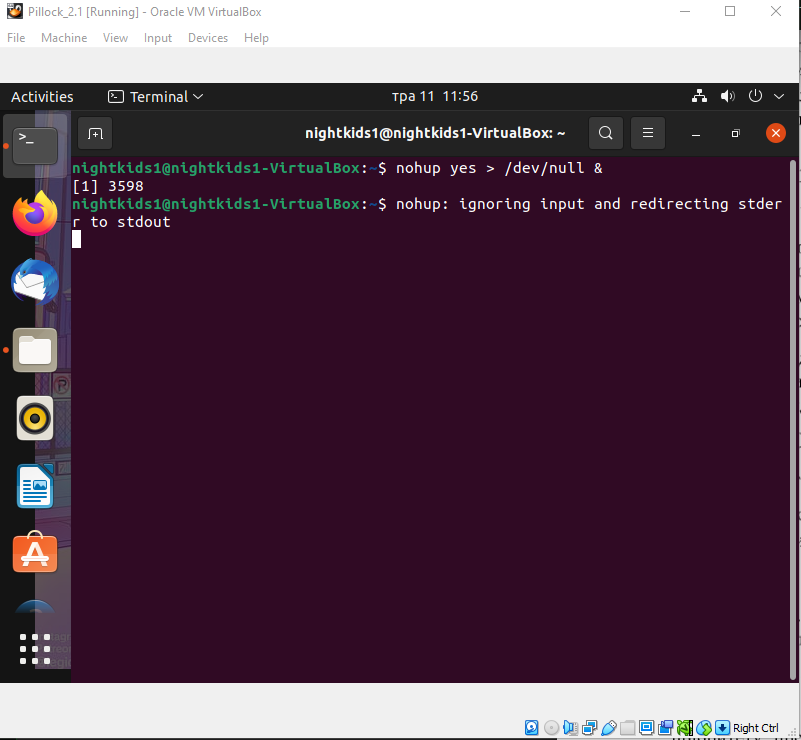 Pillock_2.1 [Running] - Oracle VM VirtualBox
File Machine View Input Devices Help
Activities Terminal тра 11 11:56
nightkids1@nightkids1-VirtualBox: ~
nightkids1@nightkids1-VirtualBox:~$ nohup yes > /dev/null &
[1] 3598
nightkids1@nightkids1-VirtualBox:~$ nohup: ignoring input and redirecting stder
r to stdout
Right Ctrl